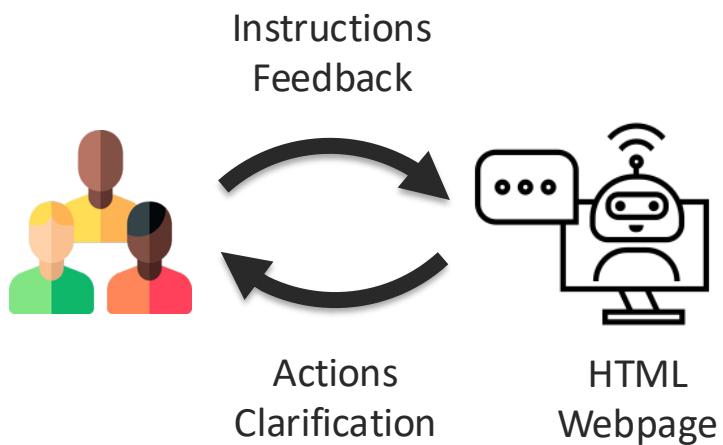 Instructions
Feedback
Actions
Clarification
HTML
Webpage